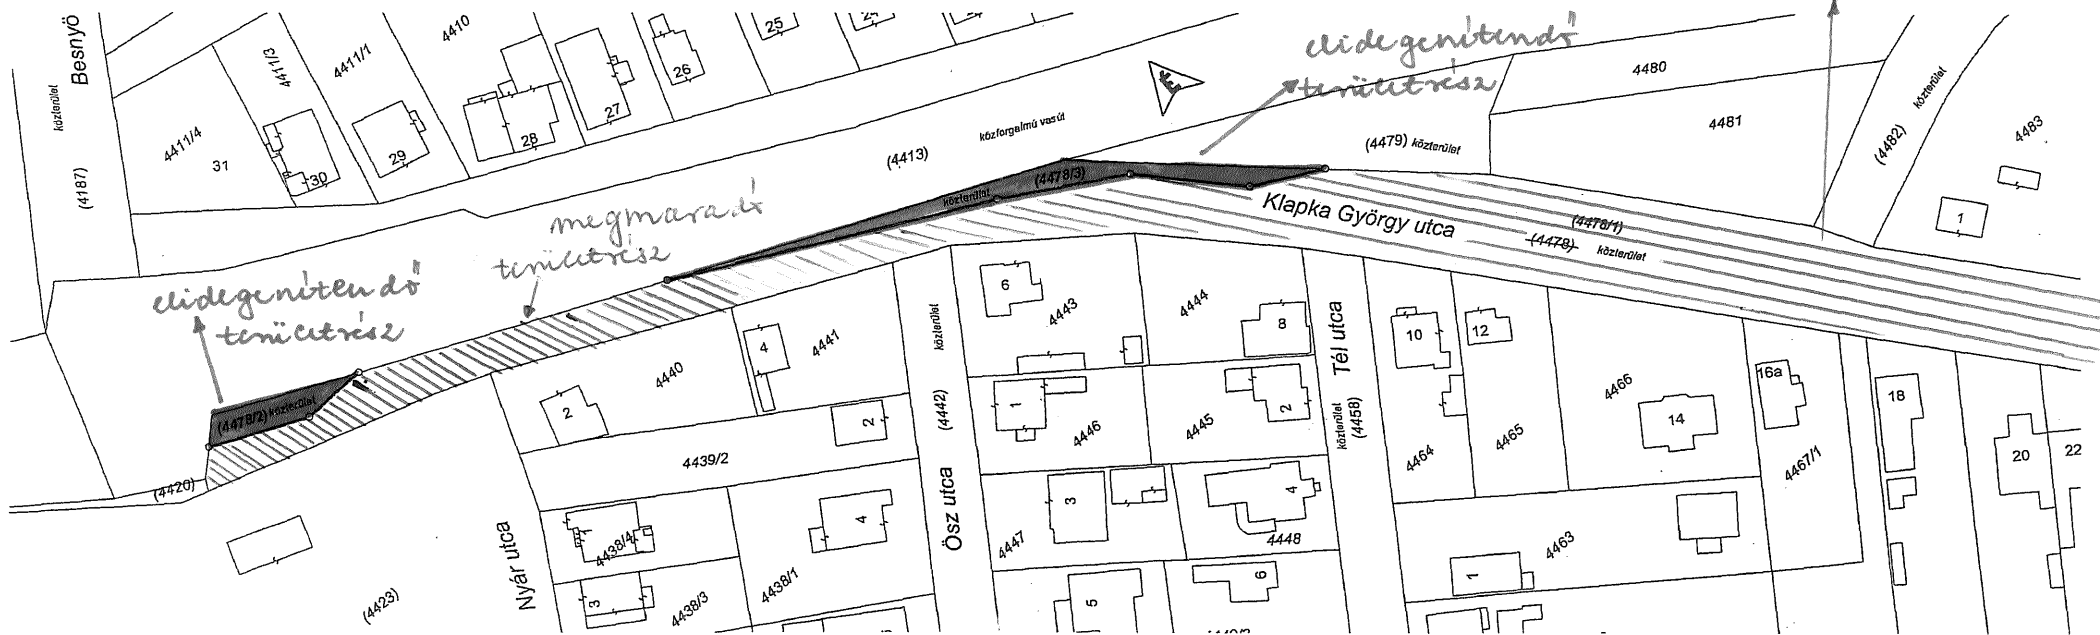 Besnyö
közterület
(4187)
4411/4
31
4411/3
30
4411/1
29
4410
28
27
26
25
24
közforgalmú vasút
(4413)
É
elidegenítendő
területrész
4480
4481
(4479) közterület
közterület
(4482)
4483
1
megmaradó
területrész
elidegenítendő
területrész
közterület (4478/3)
Klapka György utca
(4478/1)
(4478) közterület
(4478/2) közterület
(4420)
(4423)
Nyár utca
2
4440
4
4441
2
4439/2
4438/4
3
4438/3
4
4438/1
közterület
(4442)
Ösz utca
6
4443
4444
8
1
4446
4445
2
3
4447
4
4448
5
6
Tél utca
közterület
(4458)
10
12
4464
4465
4466
14
16a
4467/1
18
20
22
4463
1